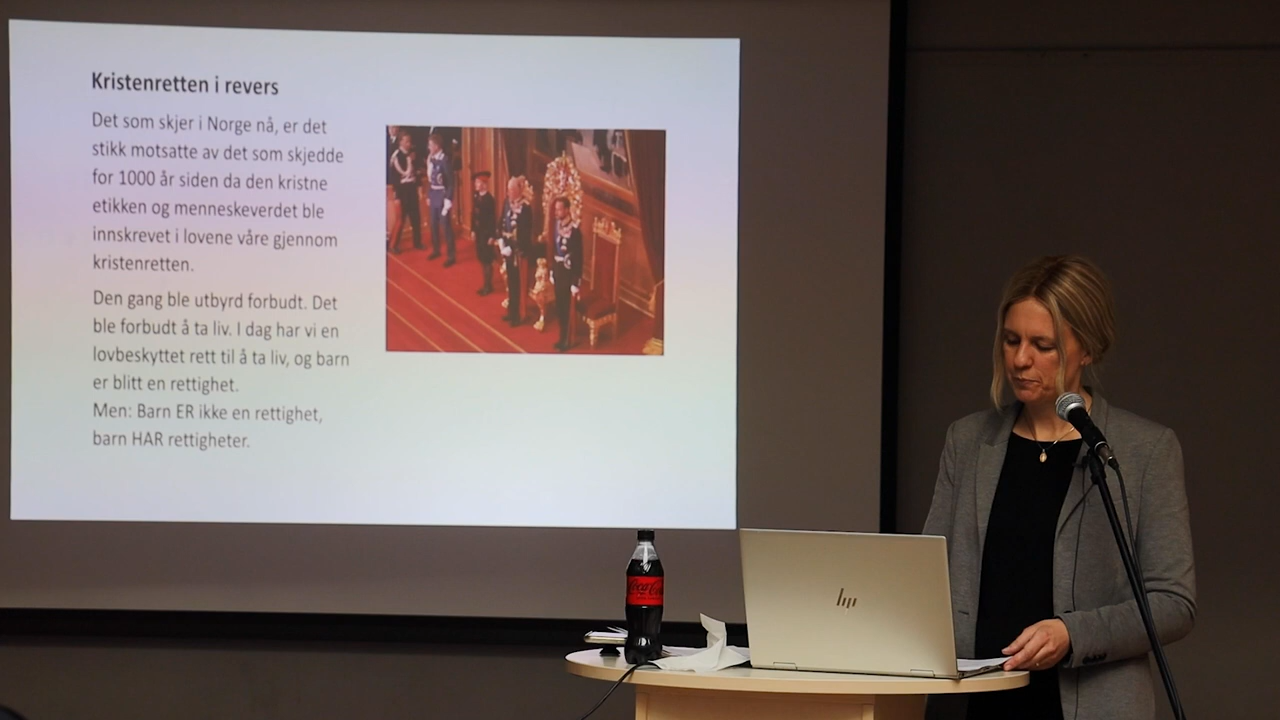 Kristenretten i revers
Det som skjer i Norge nå, er det
stikk motsatte av det som skjedde
for 1000 år siden da den kristne
etikken og menneskeverdet ble
innskrevet i lovene våre gjennom
kristenretten.
Den gang ble utbyrd forbudt. Det
ble forbudt å ta liv. I dag har vi en
lovbeskyttet rett til å ta liv, og barn
er blitt en rettighet.
Men: Barn ER ikke en rettighet,
barn HAR rettigheter.
Coca-Co
hp